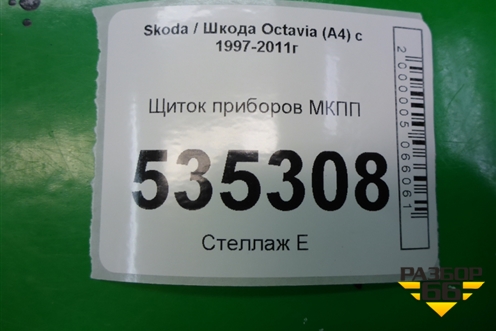 Skoda / Шкода Octavia (A4) с
1997-2011г
Щиток приборов МКПП
535308
Стеллаж Е
2000005066061
РАЗБОР
66